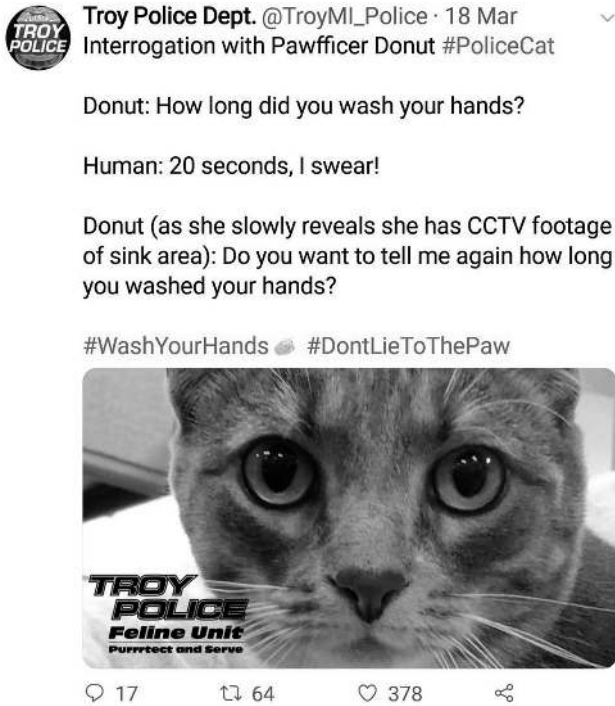 TROY
POLICE
Troy Police Dept. @TroyMI_Police · 18 Mar
Interrogation with Pawfficer Donut #PoliceCat
Donut: How long did you wash your hands?
Human: 20 seconds, I swear!
Donut (as she slowly reveals she has CCTV footage
of sink area): Do you want to tell me again how long
you washed your hands?
#WashYourHands #DontLieToThePaw
TROY
POLICE
Feline Unit
Purrrtect and Serve
17 64 378